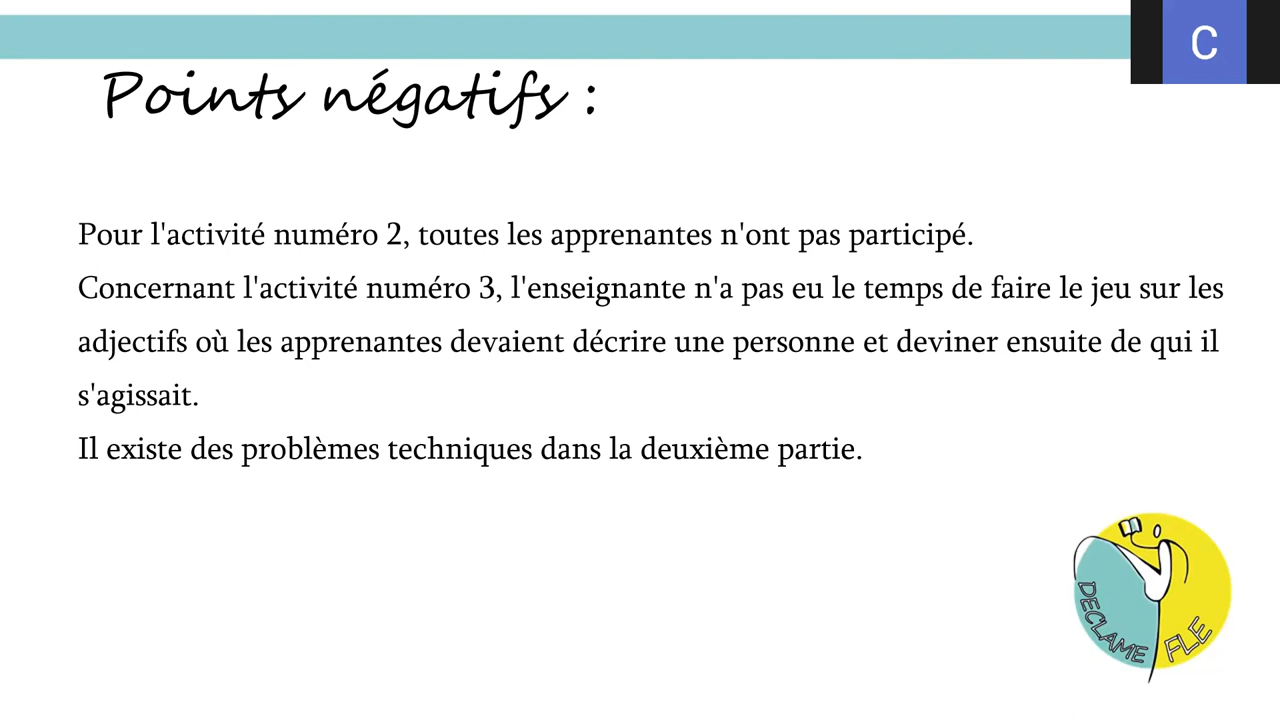 C
Points négatifs :
Pour l'activité numéro 2, toutes les apprenantes n'ont pas participé.
Concernant l'activité numéro 3, l'enseignante n'a pas eu le temps de faire le jeu sur les
adjectifs où les apprenantes devaient décrire une personne et deviner ensuite de qui il
s'agissait.
Il existe des problèmes techniques dans la deuxième partie.
DECLAME FLE